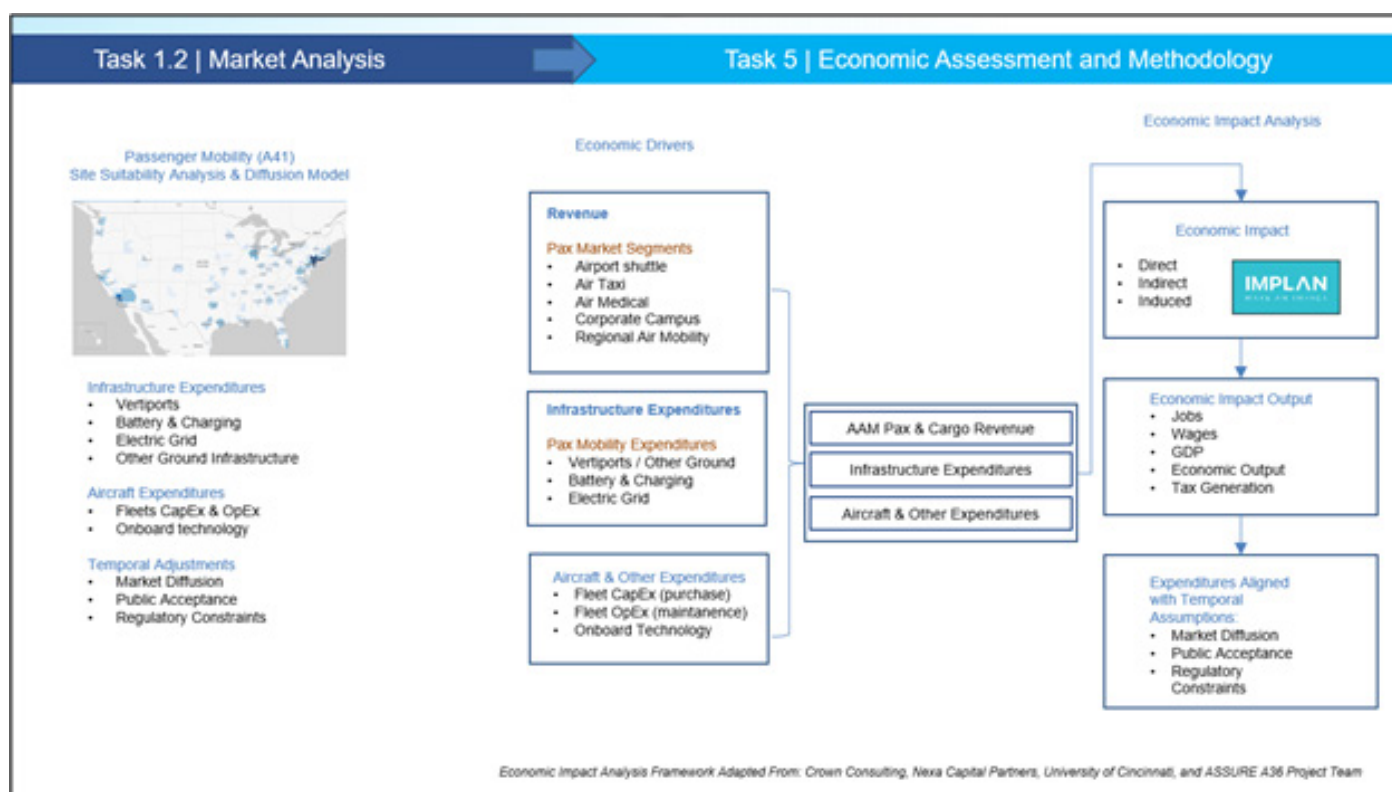 Task 1.2 | Market Analysis
Task 5 | Economic Assessment and Methodology
Passenger Mobility (A41)
Site Suitability Analysis & Diffusion Model
Infrastructure Expenditures
• Vertiports
• Battery & Charging
• Electric Grid
• Other Ground Infrastructure
Aircraft Expenditures
• Fleets CapEx & OpEx
• Onboard technology
Temporal Adjustments
• Market Diffusion
• Public Acceptance
• Regulatory Constraints
Economic Drivers
Revenue
Pax Market Segments
• Airport shuttle
• Air Taxi
• Air Medical
• Corporate Campus
• Regional Air Mobility
Infrastructure Expenditures
Pax Mobility Expenditures
• Vertiports / Other Ground
• Battery & Charging
• Electric Grid
Aircraft & Other Expenditures
• Fleet CapEx (purchase)
• Fleet OpEx (maintanence)
• Onboard Technology
AAM Pax & Cargo Revenue
Infrastructure Expenditures
Aircraft & Other Expenditures
Economic Impact Analysis
Economic Impact
• Direct
• Indirect
• Induced
IMPLAN
Economic Impact Output
• Jobs
• Wages
• GDP
• Economic Output
• Tax Generation
Expenditures Aligned
with Temporal
Assumptions:
• Market Diffusion
• Public Acceptance
• Regulatory
Constraints
Economic Impact Analysis Framework Adapted From: Crown Consulting, Nexa Capital Partners, University of Cincinnati, and ASSURE A36 Project Team